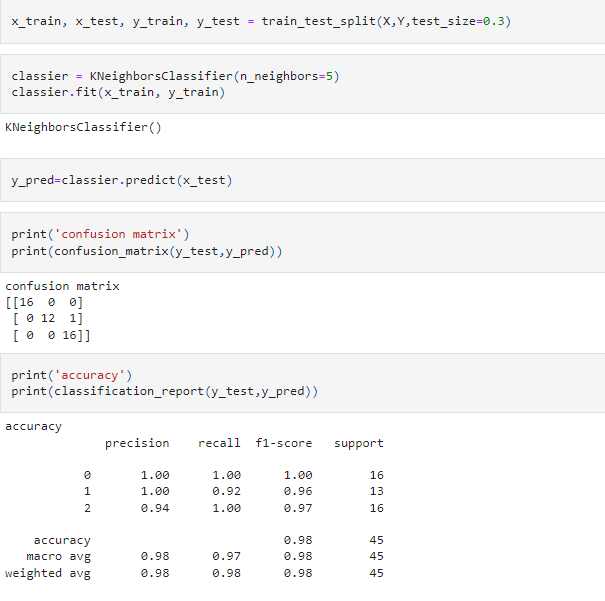 x_train, x_test, y_train, y_test = train_test_split(X,Y,test_size=0.3)
classier = KNeighborsClassifier(n_neighbors=5)
classier.fit(x_train, y_train)
KNeighborsClassifier()
y_pred=classier.predict(x_test)
print('confusion matrix')
print(confusion_matrix(y_test,y_pred))
confusion matrix
[[16  0  0]
 [ 0 12  1]
 [ 0  0 16]]
print('accuracy')
print(classification_report(y_test,y_pred))
accuracy
              precision    recall  f1-score   support
           0       1.00      1.00      1.00        16
           1       1.00      0.92      0.96        13
           2       0.94      1.00      0.97        16
    accuracy                           0.98        45
   macro avg       0.98      0.97      0.98        45
weighted avg       0.98      0.98      0.98        45